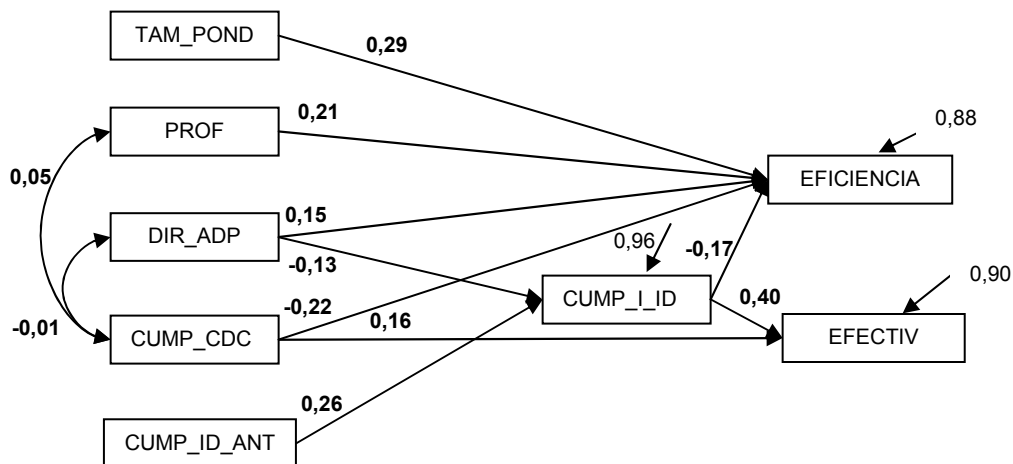 TAM_POND
0,29
PROF
0,21
0,88
EFICIENCIA
0,05
DIR_ADP
0,15
-0,13
0,96
-0,17
CUMP_I_ID
0,90
0,40
EFECTIV
-0,01
CUMP_CDC
-0,22
0,16
0,26
CUMP_ID_ANT